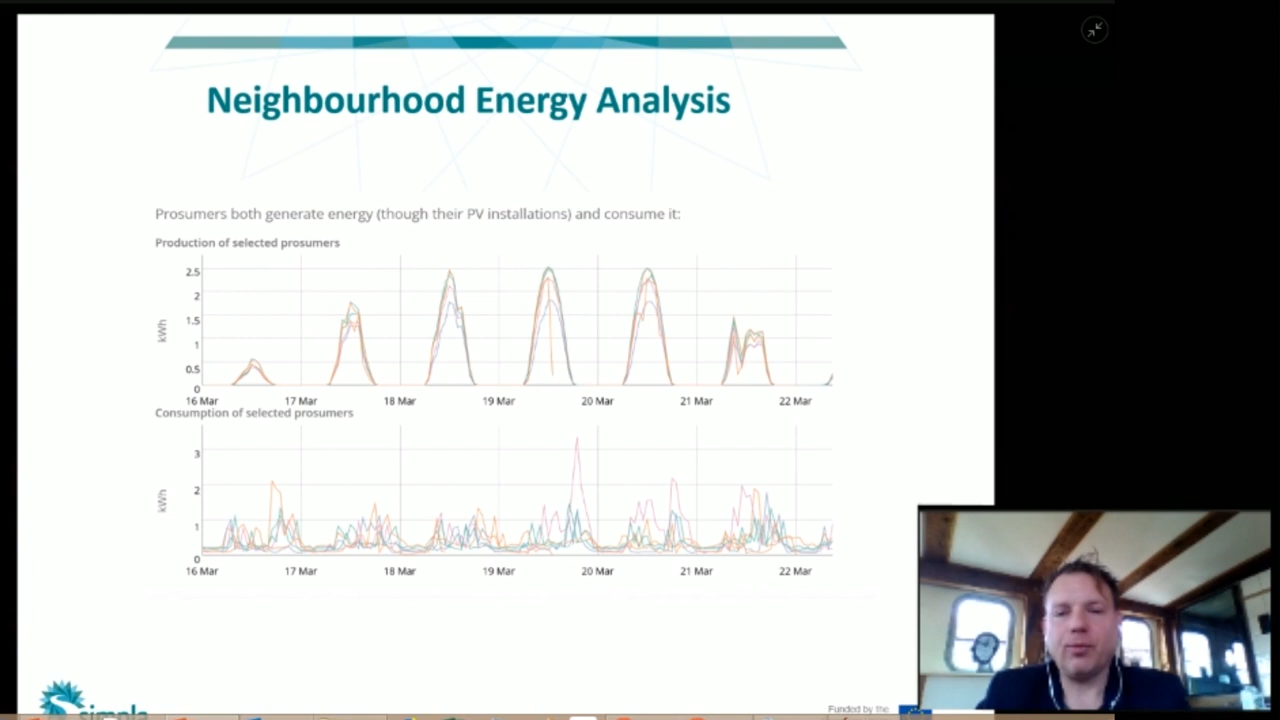 Neighbourhood Energy Analysis
Prosumers both generate energy (though their PV installations) and consume it:
Production of selected prosumers
2.5
2
1.5
1
0.5
0
kWh
16 Mar 17 Mar 18 Mar 19 Mar 20 Mar 21 Mar 22 Mar
Consumption of selected prosumers
3
2
1
0
kWh
16 Mar 17 Mar 18 Mar 19 Mar 20 Mar 21 Mar 22 Mar
simpla
Funded by the